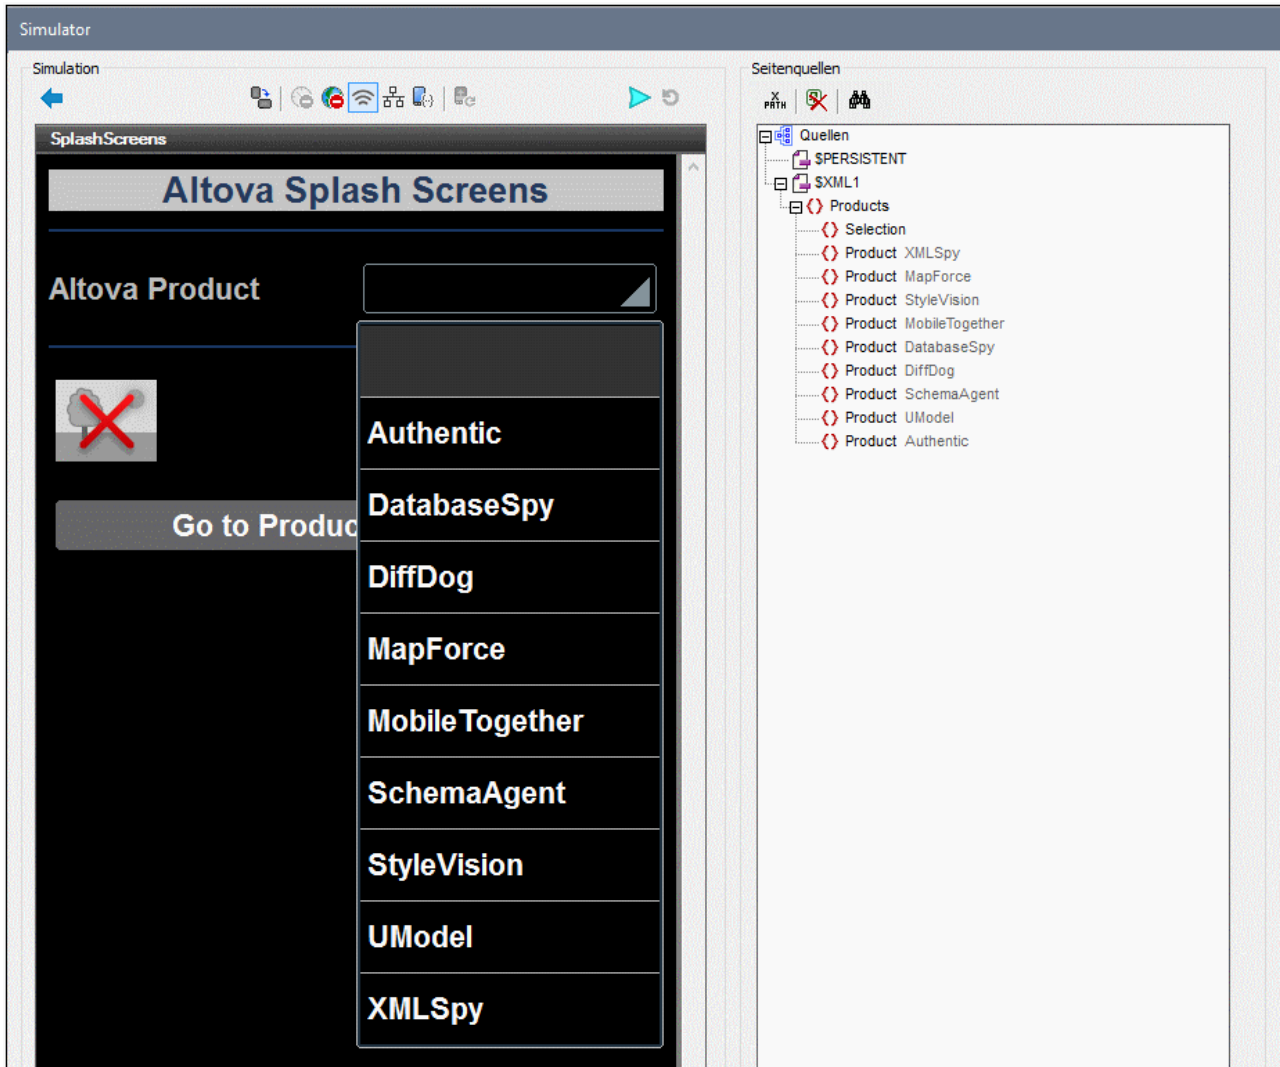 Simulator
Simulation
SplashScreens
Altova Splash Screens
Altova Product
Authentic
DatabaseSpy
DiffDog
Go to Produc
MapForce
MobileTogether
SchemaAgent
StyleVision
UModel
XMLSpy
Seitenquellen
X
PATH
Quellen
$PERSISTENT
$XML1
Products
Selection
Product XMLSpy
Product MapForce
Product StyleVision
Product MobileTogether
Product DatabaseSpy
Product DiffDog
Product SchemaAgent
Product UModel
Product Authentic